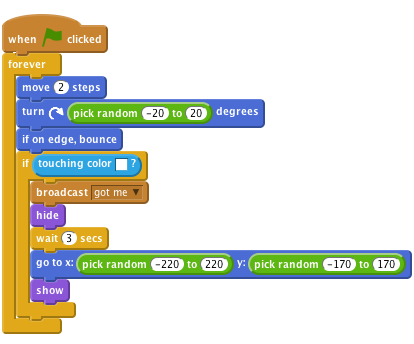 when clicked
forever
move 2 steps
turn pick random -20 to 20 degrees
if on edge, bounce
if touching color ?
broadcast got me
hide
wait 3 secs
go to x: pick random -220 to 220 y: pick random -170 to 170
show